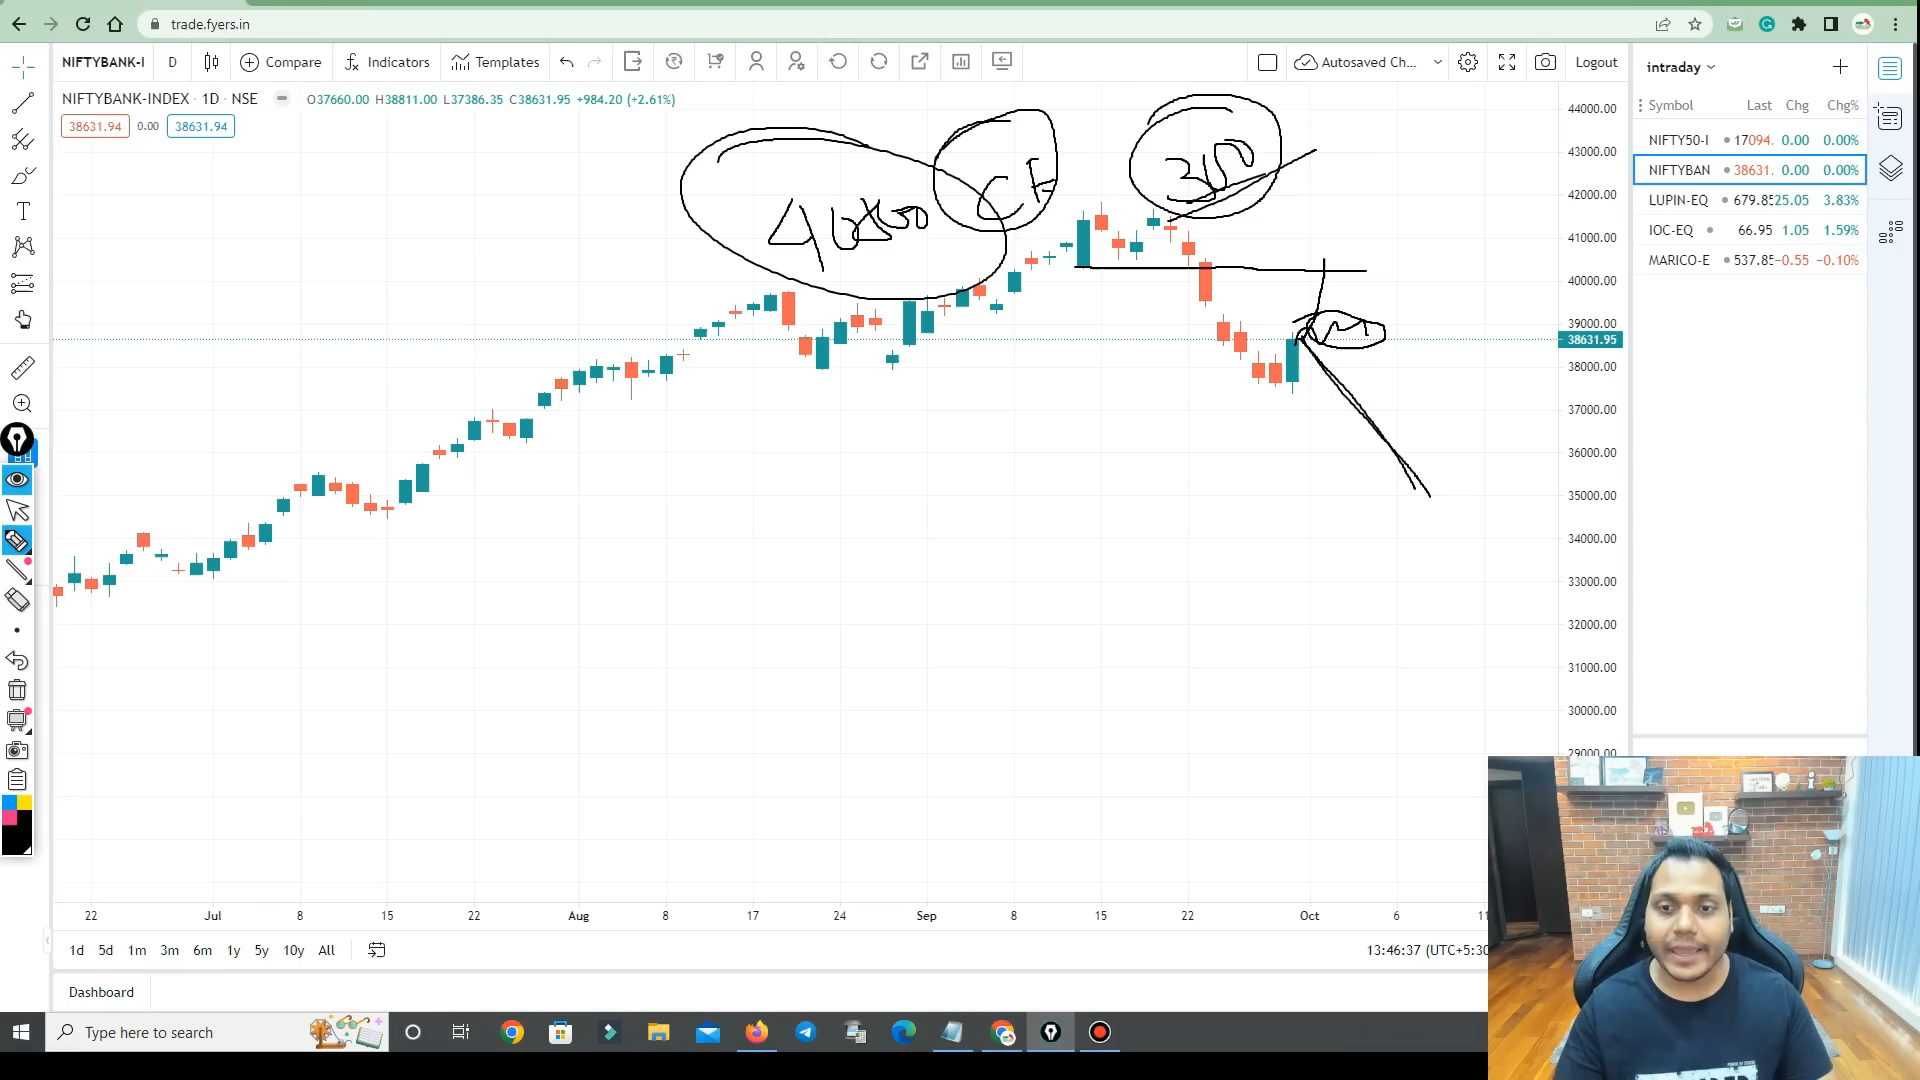 trade.fyers.in
NIFTYBANK-I D Compare Indicators Templates Autosaved Ch... Logout
NIFTYBANK-INDEX · 1D · NSE O37660.00 H38811.00 L37386.35 C38631.95 +984.20 (+2.61%)
38631.94 0.00 38631.94
CE
intraday
Symbol Last Chg Chg%
NIFTY50-I 17094. 0.00 0.00%
NIFTYBAN 38631. 0.00 0.00%
LUPIN-EQ 679.85 25.05 3.83%
IOC-EQ 66.95 1.05 1.59%
MARICO-E 537.85 −0.55 −0.10%
44000.00
43000.00
42000.00
41000.00
40000.00
39000.00
38631.95
38000.00
37000.00
36000.00
35000.00
34000.00
33000.00
32000.00
31000.00
30000.00
29000.00
22 Jul 8 15 22 Aug 8 17 24 Sep 8 15 22 Oct 6 11
1d 5d 1m 3m 6m 1y 5y 10y All 13:46:37 (UTC+5:30
Dashboard
Type here to search